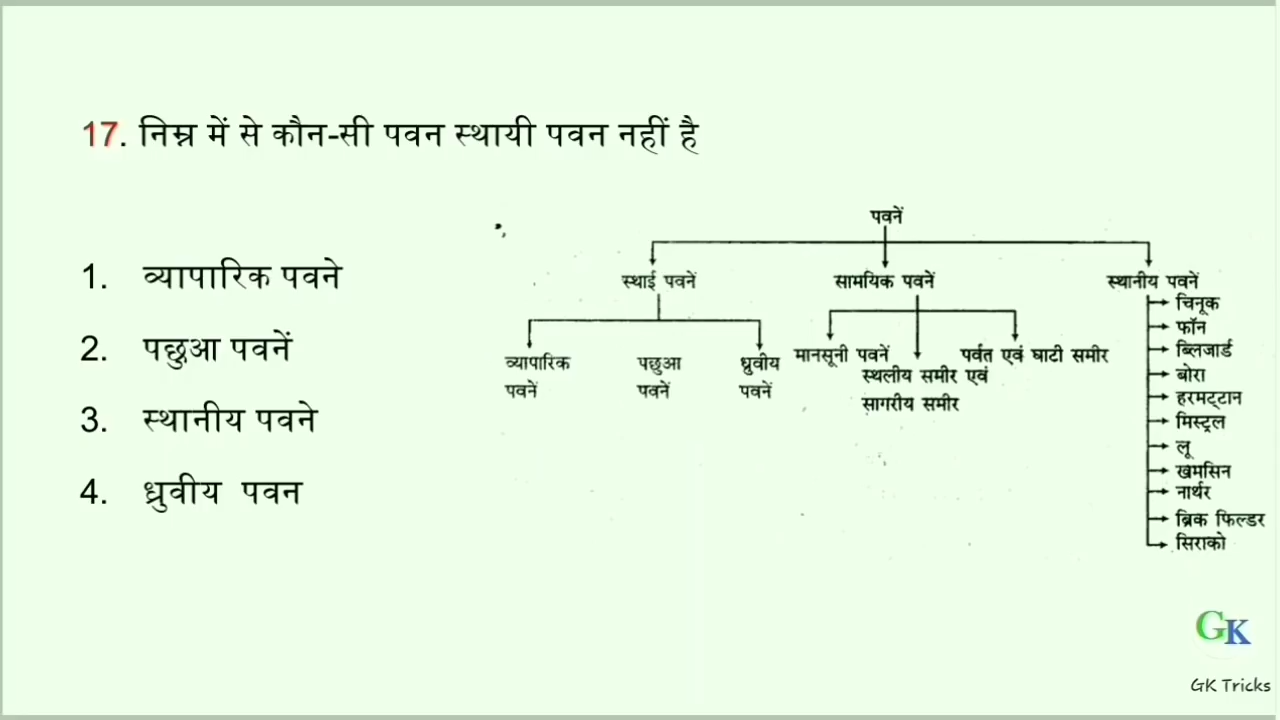 17. निम्न में से कौन-सी पवन स्थायी पवन नहीं है
1. व्यापारिक पवने
2. पछुआ पवनें
3. स्थानीय पवने
4. ध्रुवीय पवन
पवनें
स्थाई पवनें
सामयिक पवनें
स्थानीय पवनें
व्यापारिक
पवनें
पछुआ
पवनें
ध्रुवीय
पवनें
मानसूनी पवनें
स्थलीय समीर एवं
सागरीय समीर
पर्वत एवं घाटी समीर
चिनूक
फॉन
ब्लिजार्ड
बोरा
हरमट्टान
मिस्ट्रल
लू
खमसिन
नार्थर
ब्रिक फिल्डर
सिराको
GK
GK Tricks